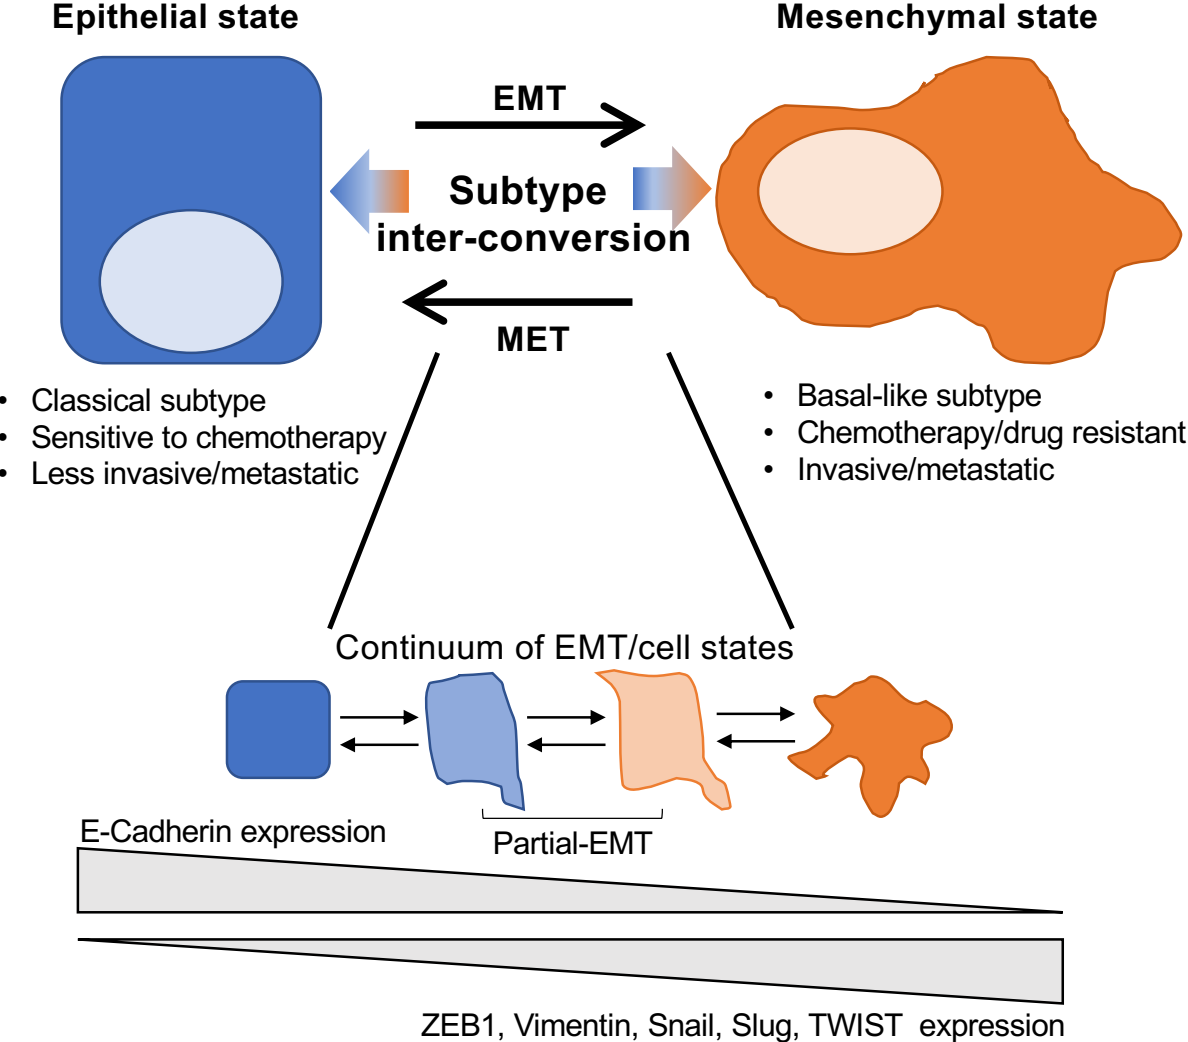 Epithelial state
Mesenchymal state
EMT
Subtype
inter-conversion
MET
• Classical subtype
• Sensitive to chemotherapy
• Less invasive/metastatic
• Basal-like subtype
• Chemotherapy/drug resistant
• Invasive/metastatic
Continuum of EMT/cell states
Partial-EMT
E-Cadherin expression
ZEB1, Vimentin, Snail, Slug, TWIST expression